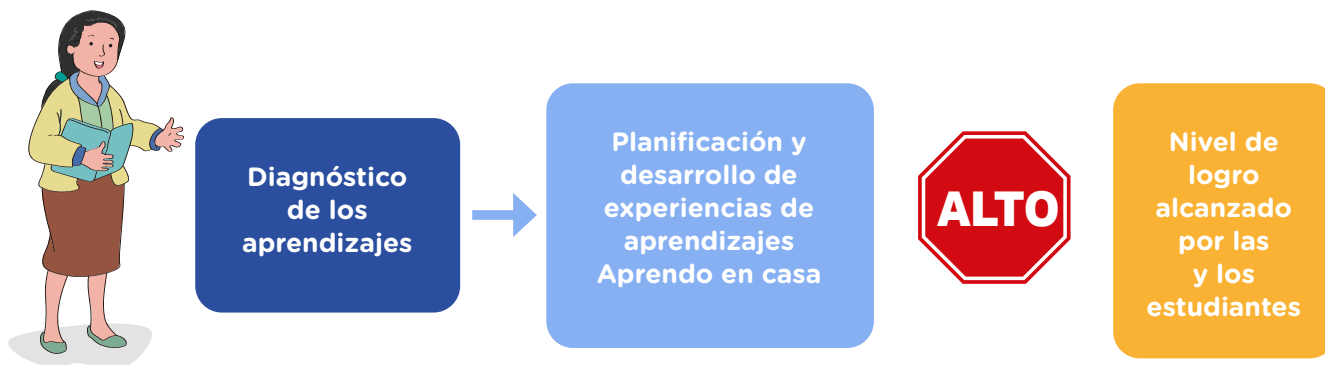 Diagnóstico
de los
aprendizajes
Planificación y
desarrollo de
experiencias de
aprendizajes
Aprendo en casa
ALTO
Nivel de
logro
alcanzado
por las
y los
estudiantes